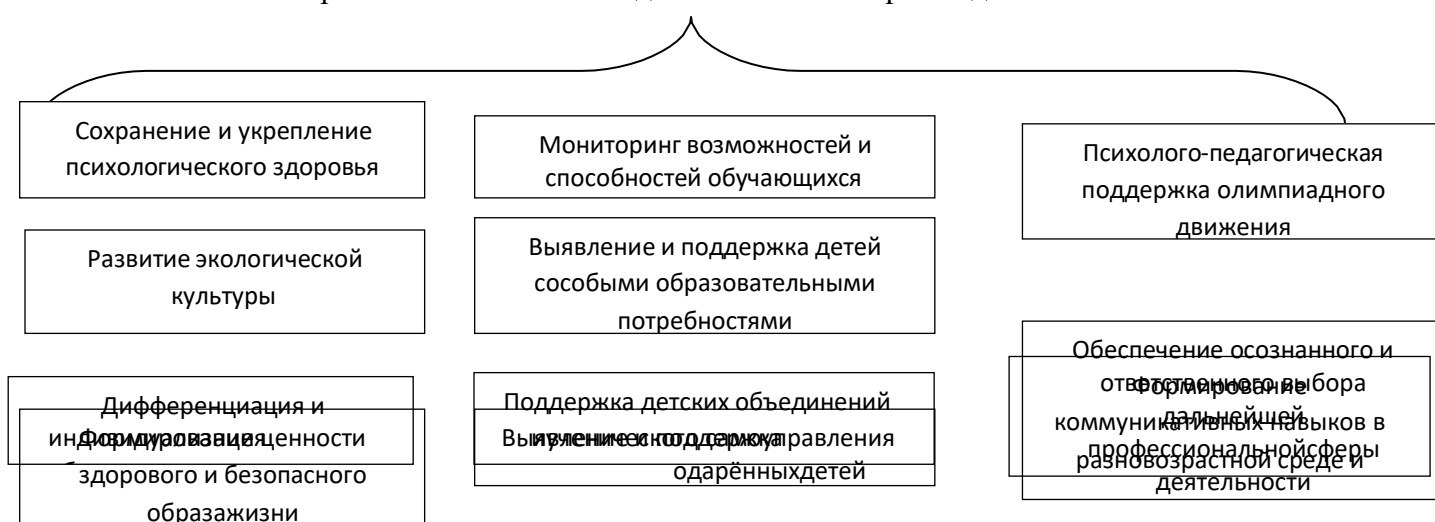 Сохранение и укрепление
психологического здоровья
Мониторинг возможностей и
способностей обучающихся
Психолого-педагогическая
поддержка олимпиадного
движения
Развитие экологической
культуры
Выявление и поддержка детей
сособыми образовательными
потребностями
Дифференциация и
индивидуализация
Формирование ценности
здорового и безопасного
образажизни
Поддержка детских объединений
иученического самоуправления
Выявление и поддержка
одарённыхдетей
Обеспечение осознанного и
ответственного выбора
дальнейшей
профессиональнойсферы
деятельности
Формирование
коммуникативных навыков в
разновозрастной среде и